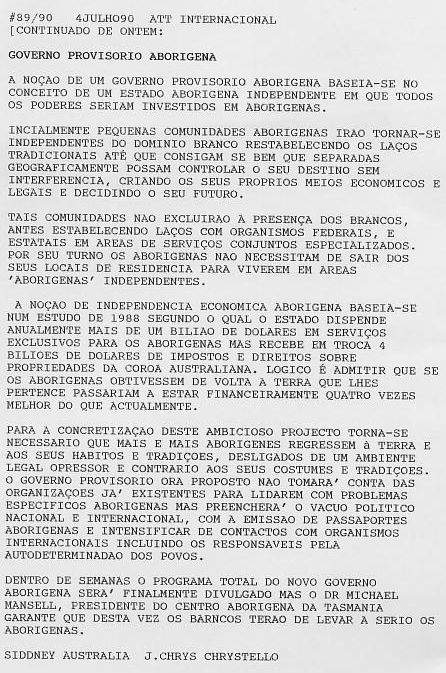 #89/90   4JULHO90  ATT INTERNACIONAL
[CONTINUADO DE ONTEM:
GOVERNO PROVISORIO ABORIGENA
A NOÇAO DE UM GOVERNO PROVISORIO ABORIGENA BASEIA-SE NO
CONCEITO DE UM ESTADO ABORIGENA INDEPENDENTE EM QUE TODOS
OS PODERES SERIAM INVESTIDOS EM ABORIGENAS.
INCIALMENTE PEQUENAS COMUNIDADES ABORIGENAS IRAO TORNAR-SE
INDEPENDENTES DO DOMINIO BRANCO RESTABELECENDO OS LAÇOS
TRADICIONAIS ATÉ QUE CONSIGAM SE BEM QUE SEPARADAS
GEOGRAFICAMENTE POSSAM CONTROLAR O SEU DESTINO SEM
INTERFERENCIA, CRIANDO OS SEUS PROPRIOS MEIOS ECONOMICOS E
LEGAIS E DECIDINDO O SEU FUTURO.
TAIS COMUNIDADES NAO EXCLUIRAO A PRESENÇA DOS BRANCOS,
ANTES ESTABELECENDO LAÇOS COM ORGANISMOS FEDERAIS, E
ESTATAIS EM AREAS DE SERVIÇOS CONJUNTOS ESPECIALIZADOS.
POR SEU TURNO OS ABORIGENAS NAO NECESSITAM DE SAIR DOS
SEUS LOCAIS DE RESIDENCIA PARA VIVEREM EM AREAS
'ABORIGENAS' INDEPENDENTES.
A NOÇAO DE INDEPENDENCIA ECONOMICA ABORIGENA BASEIA-SE
NUM ESTUDO DE 1988 SEGUNDO O QUAL O ESTADO DISPENDE
ANUALMENTE MAIS DE UM BILIAO DE DOLARES EM SERVIÇOS
EXCLUSIVOS PARA OS ABORIGENAS MAS RECEBE EM TROCA 4
BILIOES DE DOLARES DE IMPOSTOS E DIREITOS SOBRE
PROPRIEDADES DA COROA AUSTRALIANA. LOGICO É ADMITIR QUE SE
OS ABORIGENAS OBTIVESSEM DE VOLTA A TERRA QUE LHES
PERTENCE PASSARIAM A ESTAR FINANCEIRAMENTE QUATRO VEZES
MELHOR DO QUE ACTUALMENTE.
PARA A CONCRETIZAÇAO DESTE AMBICIOSO PROJECTO TORNA-SE
NECESSARIO QUE MAIS E MAIS ABORIGENES REGRESSEM à TERRA E
AOS SEUS HABITOS E TRADIÇOES, DESLIGADOS DE UM AMBIENTE
LEGAL OPRESSOR E CONTRARIO AOS SEUS COSTUMES E TRADIÇOES.
O GOVERNO PROVISORIO ORA PROPOSTO NAO TOMARA' CONTA DAS
ORGANIZAÇOES JA' EXISTENTES PARA LIDAREM COM PROBLEMAS
ESPECIFICOS ABORIGENAS MAS PREENCHERA' O VACUO POLITICO
NACIONAL E INTERNACIONAL, COM A EMISSAO DE PASSAPORTES
ABORIGENAS E INTENSIFICAR DE CONTACTOS COM ORGANISMOS
INTERNACIONAIS INCLUINDO OS RESPONSAVEIS PELA
AUTODETERMINADAO DOS POVOS.
DENTRO DE SEMANAS O PROGRAMA TOTAL DO NOVO GOVERNO
ABORIGENA SERA' FINALMENTE DIVULGADO MAS O DR MICHAEL
MANSELL, PRESIDENTE DO CENTRO ABORIGENA DA TASMANIA
GARANTE QUE DESTA VEZ OS BARNCOS TERAO DE LEVAR A SERIO OS
ABORIGENAS.
SIDDNEY AUSTRALIA  J.CHRYS CHRYSTELLO